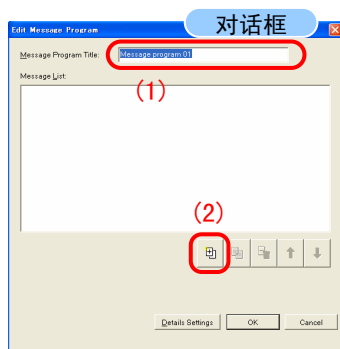 对话框
Edit Message Program
Message Program Title:
Message program 01
(1)
Message List:
(2)
Details Settings
OK
Cancel